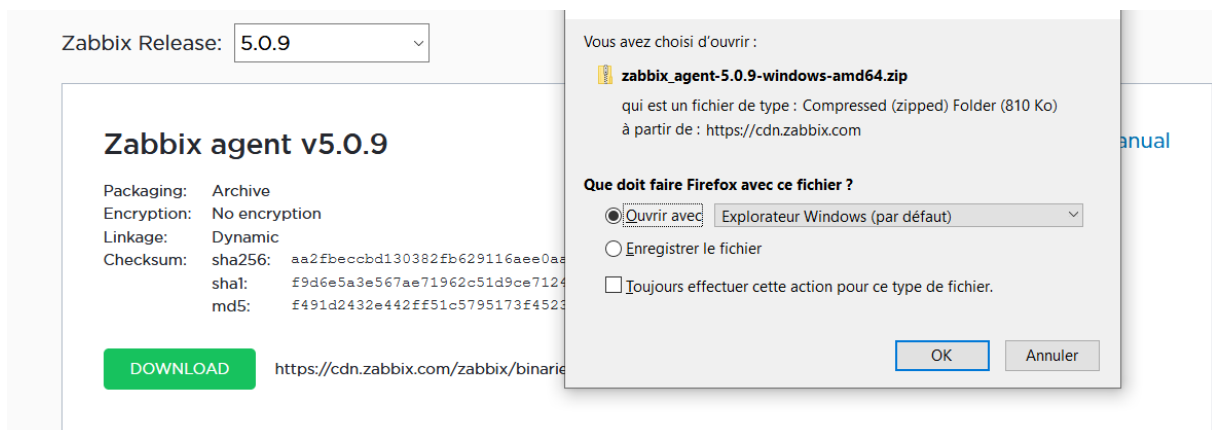 Zabbix Release: 5.0.9
Zabbix agent v5.0.9
Packaging: Archive
Encryption: No encryption
Linkage: Dynamic
Checksum: sha256: aa2fbeccbd130382fb629116aee0aa
sha1: f9d6e5a3e567ae71962c51d9ce7124
md5: f491d2432e442ff51c5795173f4523
DOWNLOAD https://cdn.zabbix.com/zabbix/binarie
anual
Vous avez choisi d'ouvrir :
zabbix_agent-5.0.9-windows-amd64.zip
qui est un fichier de type : Compressed (zipped) Folder (810 Ko)
à partir de : https://cdn.zabbix.com
Que doit faire Firefox avec ce fichier ?
Ouvrir avec Explorateur Windows (par défaut)
Enregistrer le fichier
Toujours effectuer cette action pour ce type de fichier.
OK Annuler